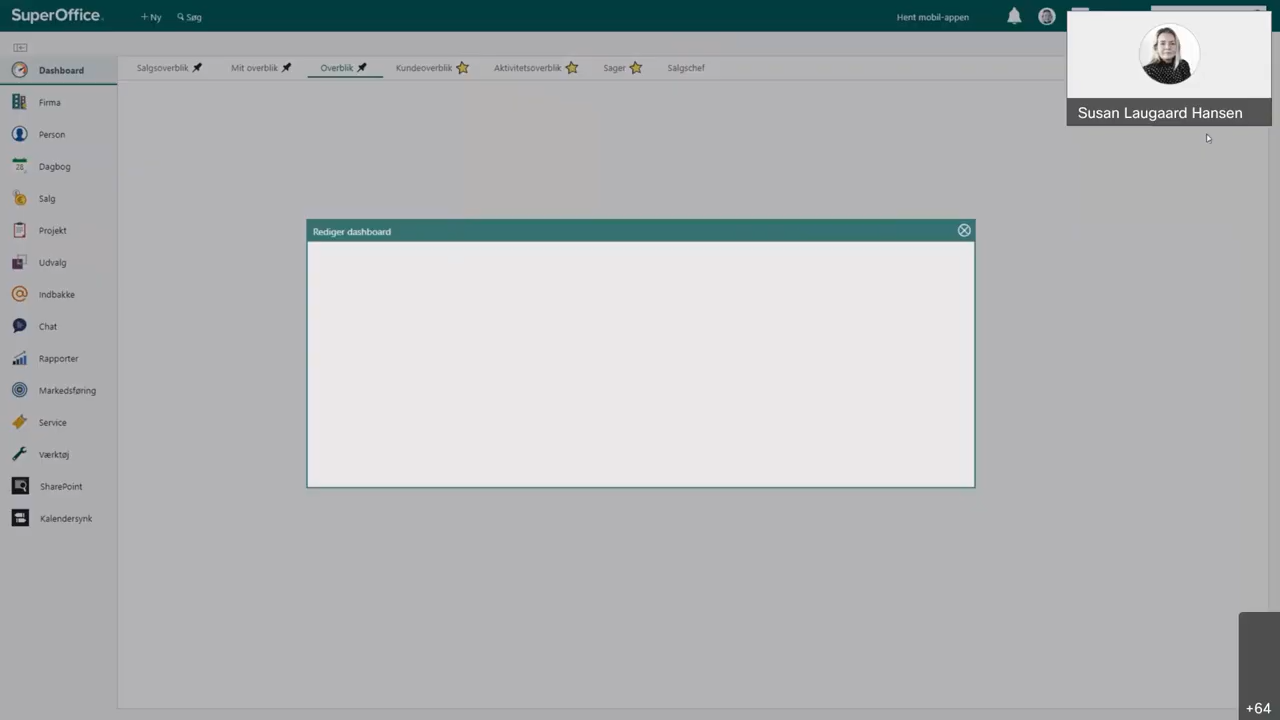 SuperOffice.
+ Ny
Søg
Hent mobil-appen
Susan Laugaard Hansen
Dashboard
Salgsoverblik
Mit overblik
Overblik
Kundeoverblik
Aktivitetsoverblik
Sager
Salgschef
Firma
Person
28
Dagbog
Salg
Projekt
Udvalg
Indbakke
Chat
Rapporter
Markedsføring
Service
Værktøj
SharePoint
Kalendersynk
Rediger dashboard
+64